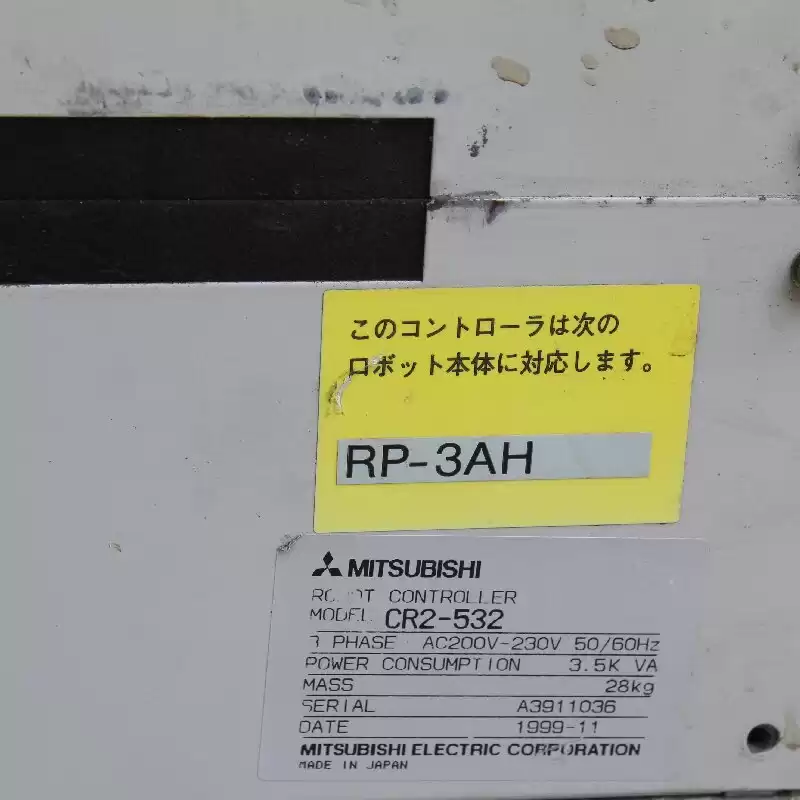 このコントローラは次の
ロボット本体に対応します。
RP-3AH
MITSUBISHI
CONTROLLER
MODEL CR2-532
3 PHASE AC200V-230V 50/60Hz
POWER CONSUMPTION 3.5K VA
MASS 28kg
SERIAL A3911036
DATE 1999-11
MITSUBISHI ELECTRIC CORPORATION
MADE IN JAPAN